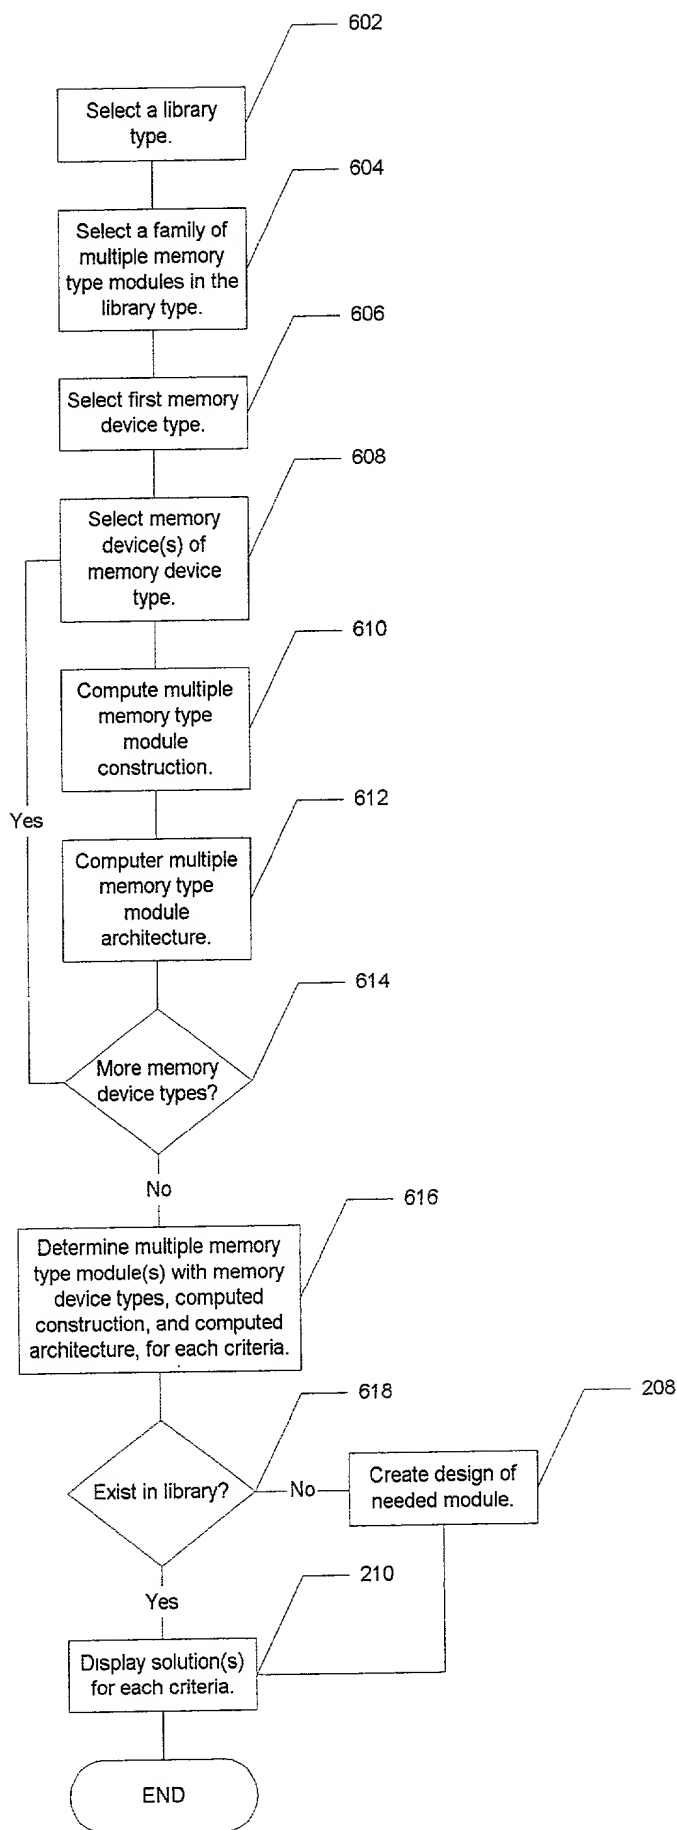 602
Select a library
type.
604
Select a family of
multiple memory
type modules in the
library type.
606
Select first memory
device type.
608
Select memory
device(s) of
memory device
type.
610
Compute multiple
memory type
module
construction.
612
Yes
Computer multiple
memory type
module
architecture.
614
More memory
device types?
No
616
Determine multiple memory
type module(s) with memory
device types, computed
construction, and computed
architecture, for each criteria.
618
208
Exist in library?
No
Create design of
needed module.
Yes
210
Display solution(s)
for each criteria.
END